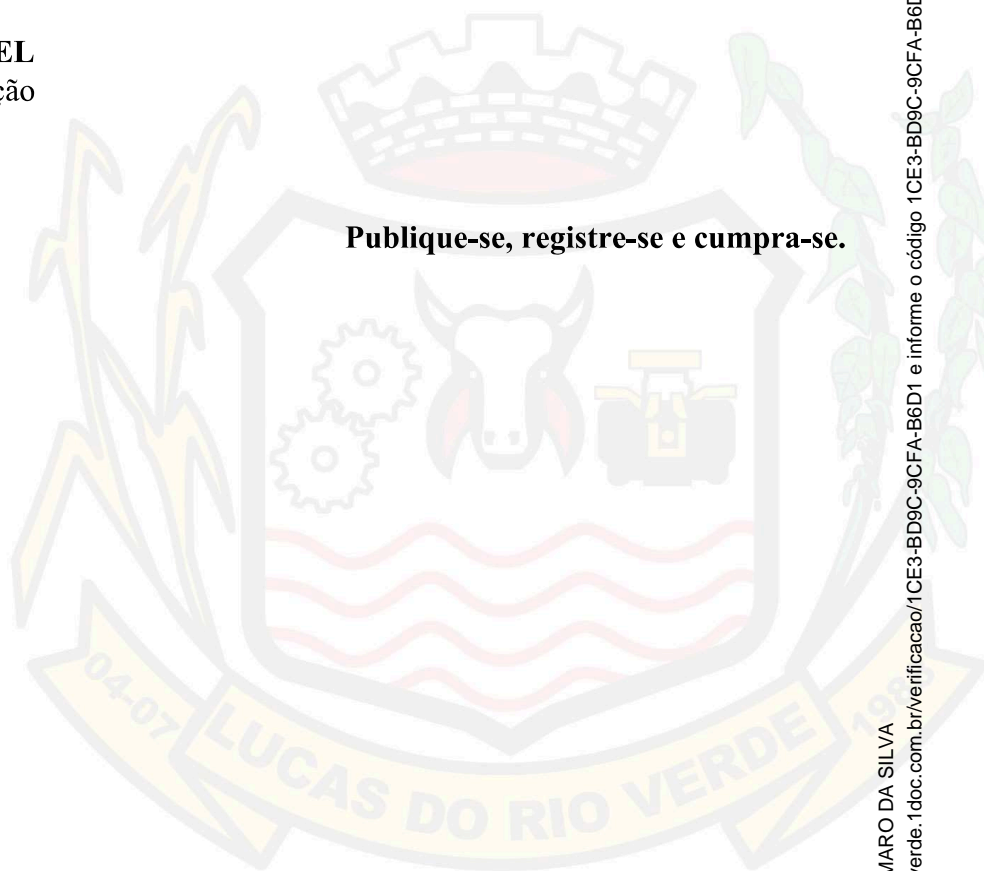 EL
ção
Publique-se, registre-se e cumpra-se.
04-07
LUCAS DO RIO VERDE
1988
MARO DA SILVA
verde.1doc.com.br/verificacao/1CE3-BD9C-9CFA-B6D1 e informe o código 1CE3-BD9C-9CFA-B6D